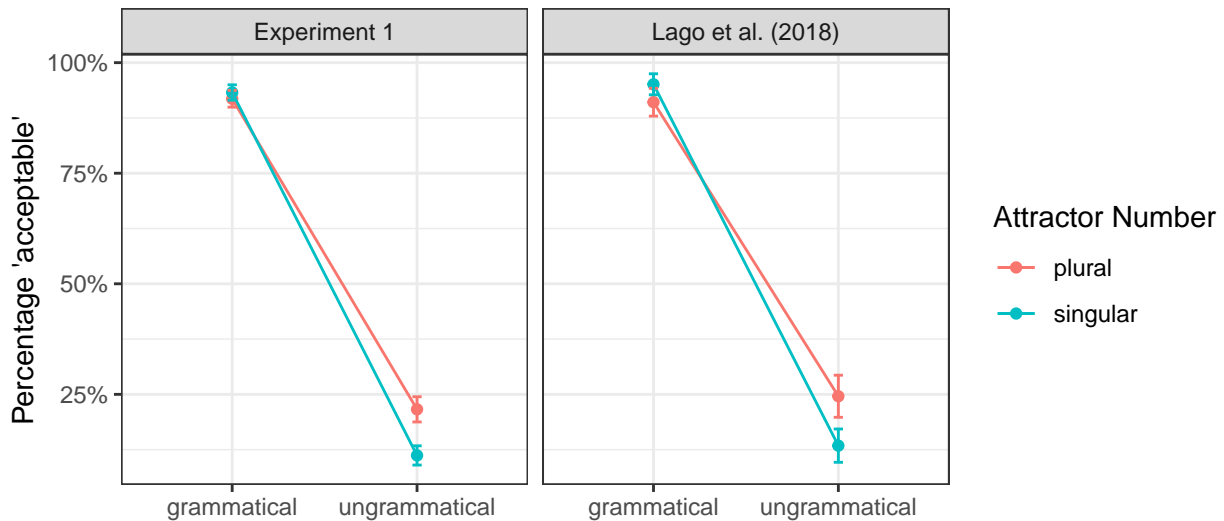 Experiment 1
Lago et al. (2018)
100%
75%
50%
25%
Percentage 'acceptable'
grammatical
ungrammatical
grammatical
ungrammatical
Attractor Number
plural
singular